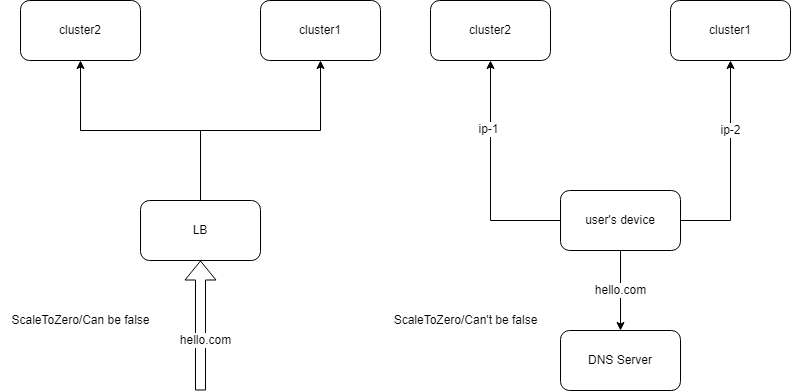 cluster2
cluster1
LB
ScaleToZero/Can be false
hello.com
cluster2
cluster1
ip-1
ip-2
user's device
hello.com
ScaleToZero/Can't be false
DNS Server